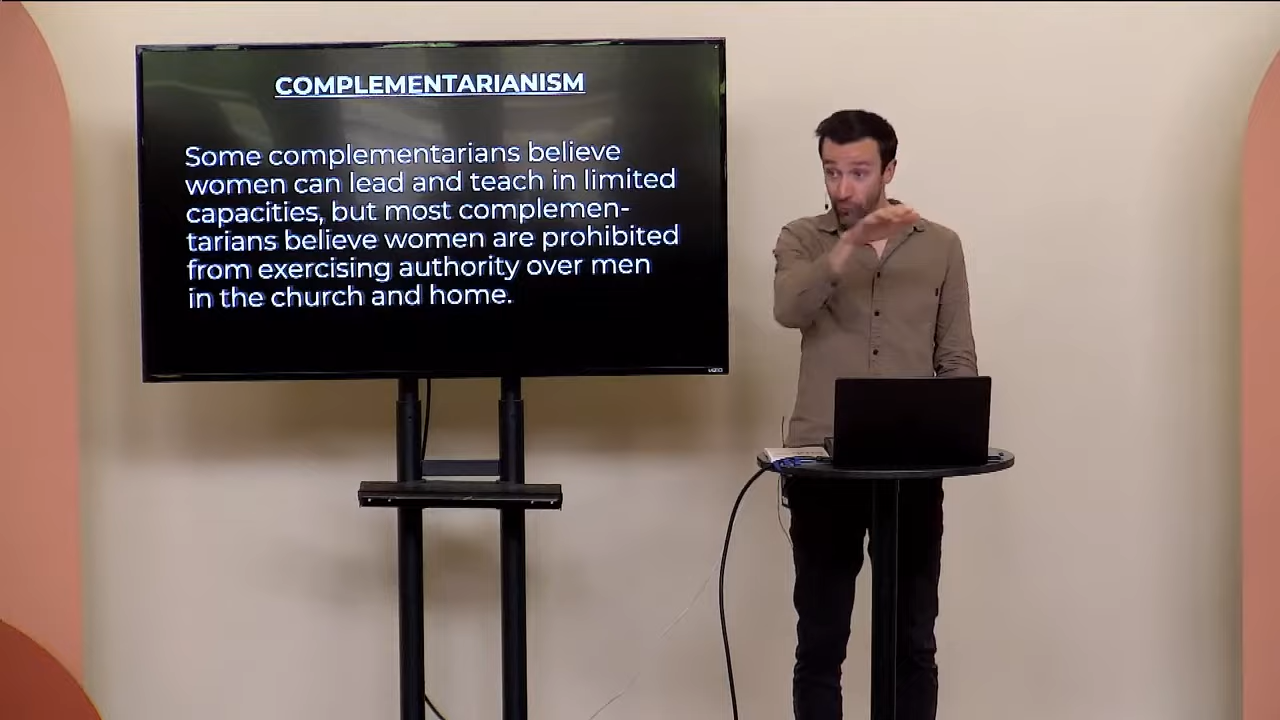 COMPLEMENTARIANISM
Some complementarians believe
women can lead and teach in limited
capacities, but most complemen-
tarians believe women are prohibited
from exercising authority over men
in the church and home.
VIZIO